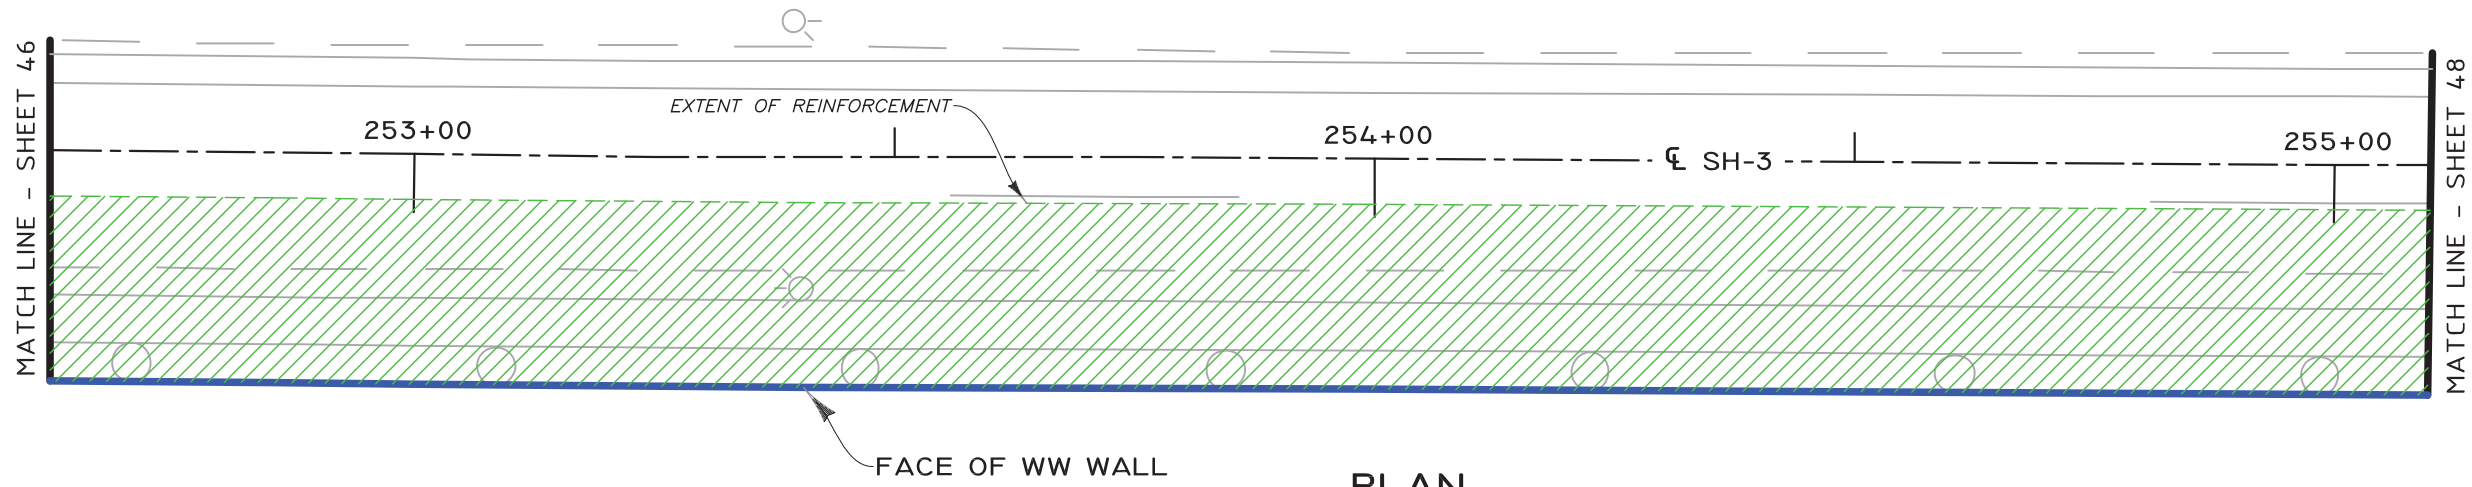 MATCH LINE - SHEET 46
EXTENT OF REINFORCEMENT
253+00
254+00
℄ SH-3
255+00
MATCH LINE - SHEET 48
FACE OF WW WALL
PLAN